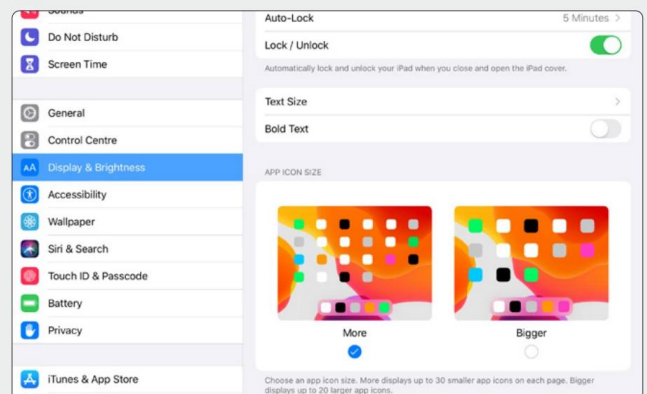 Sounds
Do Not Disturb
Screen Time
General
Control Centre
AA Display & Brightness
Accessibility
Wallpaper
Siri & Search
Touch ID & Passcode
Battery
Privacy
iTunes & App Store
Auto-Lock 5 Minutes
Lock / Unlock
Automatically lock and unlock your iPad when you close and open the iPad cover.
Text Size
Bold Text
APP ICON SIZE
More
Bigger
Choose an app icon size. More displays up to 30 smaller app icons on each page. Bigger
displays up to 20 larger app icons.